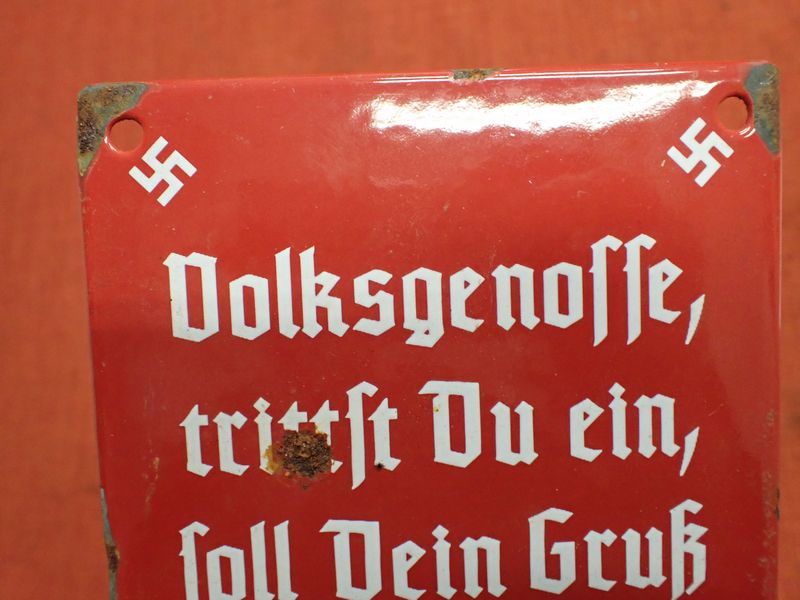 Volksgenosse,
trittst Du ein,
soll Dein Gruß